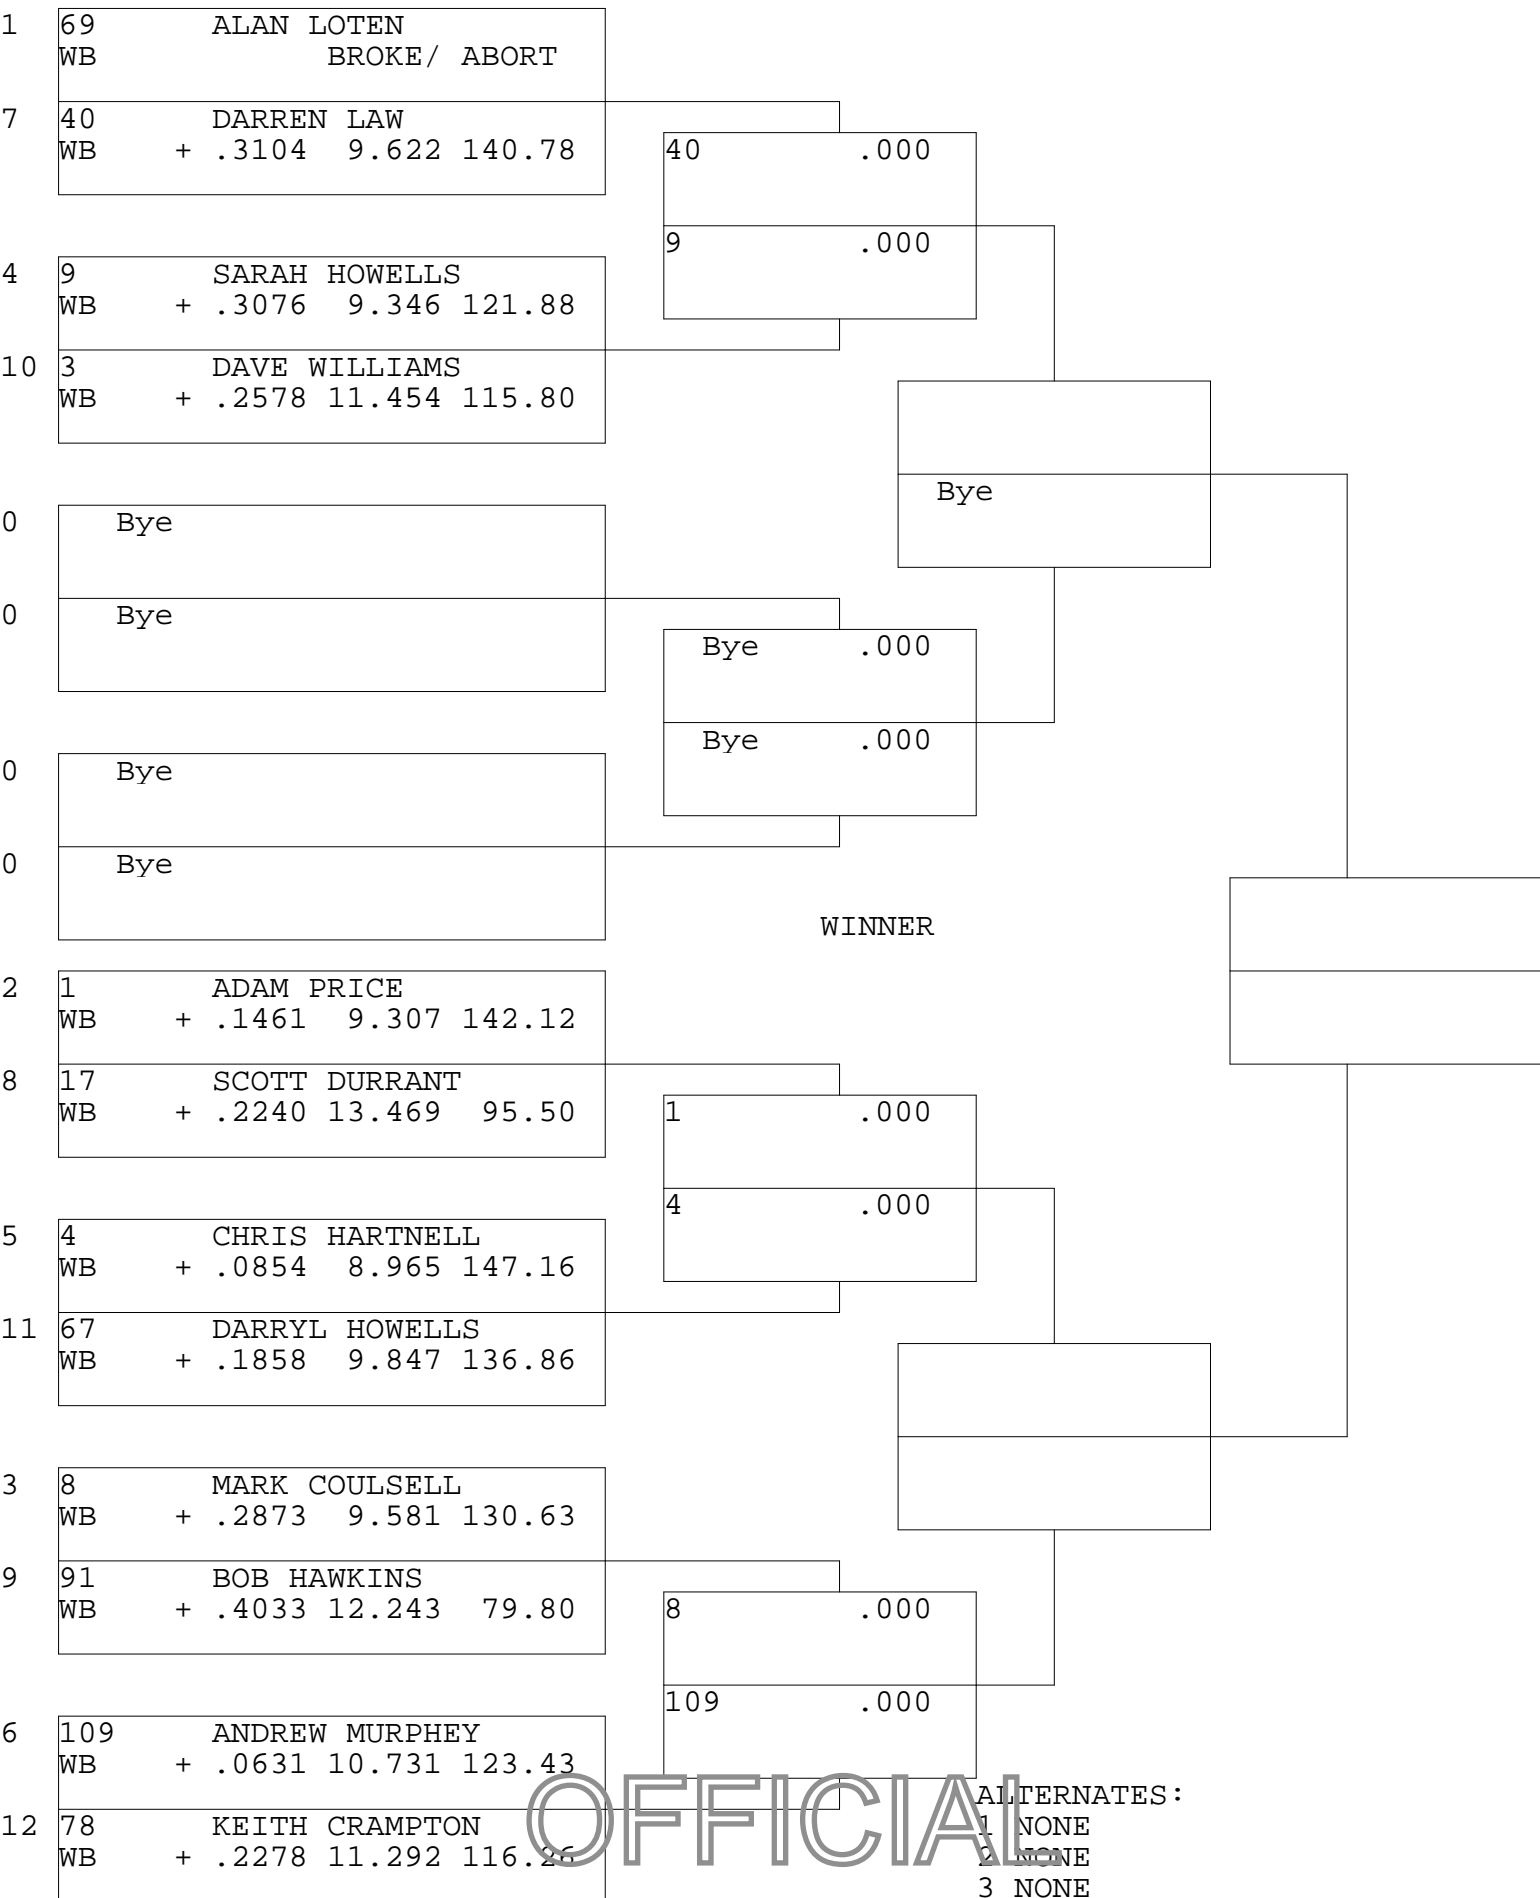 1 69 ALAN LOTEN
WB BROKE/ ABORT
7 40 DARREN LAW
WB + .3104 9.622 140.78
40 .000
9 .000
4 9 SARAH HOWELLS
WB + .3076 9.346 121.88
10 3 DAVE WILLIAMS
WB + .2578 11.454 115.80
Bye
0 Bye
0 Bye
Bye .000
Bye .000
0 Bye
0 Bye
WINNER
2 1 ADAM PRICE
WB + .1461 9.307 142.12
8 17 SCOTT DURRANT
WB + .2240 13.469 95.50
1 .000
4 .000
5 4 CHRIS HARTNELL
WB + .0854 8.965 147.16
11 67 DARRYL HOWELLS
WB + .1858 9.847 136.86
3 8 MARK COULSELL
WB + .2873 9.581 130.63
9 91 BOB HAWKINS
WB + .4033 12.243 79.80
8 .000
109 .000
6 109 ANDREW MURPHEY
WB + .0631 10.731 123.43
12 78 KEITH CRAMPTON
WB + .2278 11.292 116.26
OFFICIAL
ALTERNATES:
1 NONE
2 NONE
3 NONE